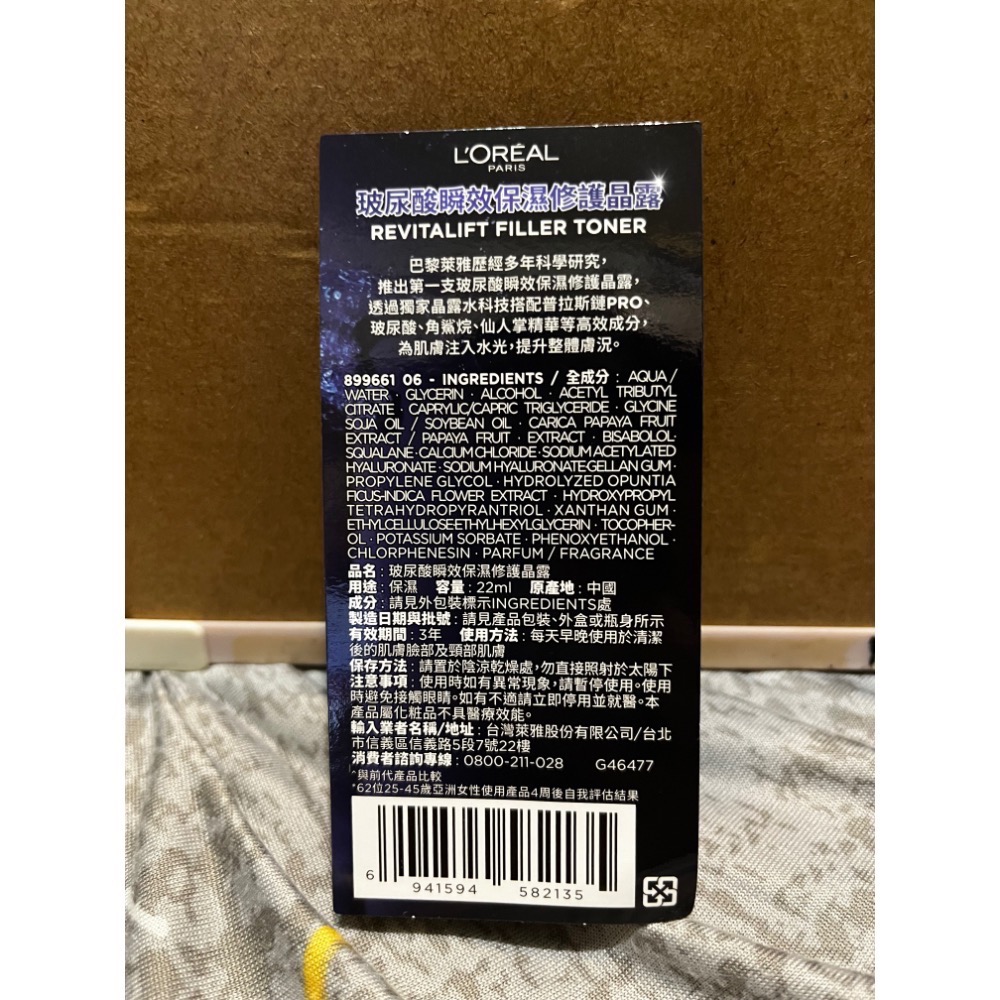 L'ORÉAL
PARIS
玻尿酸瞬效保濕修護晶露
REVITALIFT FILLER TONER
巴黎萊雅歷經多年科學研究，
推出第一支玻尿酸瞬效保濕修護晶露，
透過獨家晶露水科技搭配普拉斯鏈PRO、
玻尿酸、角鯊烷、仙人掌精華等高效成分，
為肌膚注入水光，提升整體膚況。
899661 06 - INGREDIENTS / 全成分 : AQUA /
WATER · GLYCERIN · ALCOHOL · ACETYL TRIBUTYL
CITRATE · CAPRYLIC/CAPRIC TRIGLYCERIDE · GLYCINE
SOJA OIL / SOYBEAN OIL · CARICA PAPAYA FRUIT
EXTRACT / PAPAYA FRUIT · EXTRACT · BISABOLOL·
SQUALANE·CALCIUM CHLORIDE·SODIUM ACETYLATED
HYALURONATE·SODIUM HYALURONATE·GELLAN GUM·
PROPYLENE GLYCOL·HYDROLYZED OPUNTIA
FICUS-INDICA FLOWER EXTRACT · HYDROXYPROPYL
TETRAHYDROPYRANTRIOL·XANTHAN GUM·
ETHYLCELLULOSE·ETHYLHEXYLGLYCERIN · TOCOPHER-
OL · POTASSIUM SORBATE · PHENOXYETHANOL ·
CHLORPHENESIN · PARFUM / FRAGRANCE
品名 : 玻尿酸瞬效保濕修護晶露
用途 : 保濕 容量 : 22ml 原產地 : 中國
成分 : 請見外包裝標示INGREDIENTS處
製造日期與批號 : 請見產品包裝、外盒或瓶身所示
有效期間 : 3年 使用方法 : 每天早晚使用於清潔
後的肌膚臉部及頸部肌膚
保存方法 : 請置於陰涼乾燥處，勿直接照射於太陽下
注意事項 : 使用時如有異常現象，請暫停使用。使用
時避免接觸眼睛。如有不適請立即停用並就醫。本
產品屬化粧品不具醫療效能。
輸入業者名稱/地址 : 台灣萊雅股份有限公司/台北
市信義區信義路5段7號22樓
消費者諮詢專線 : 0800-211-028 G46477
^與前代產品比較
*62位25-45歲亞洲女性使用產品4周後自我評估結果
6 941594 582135